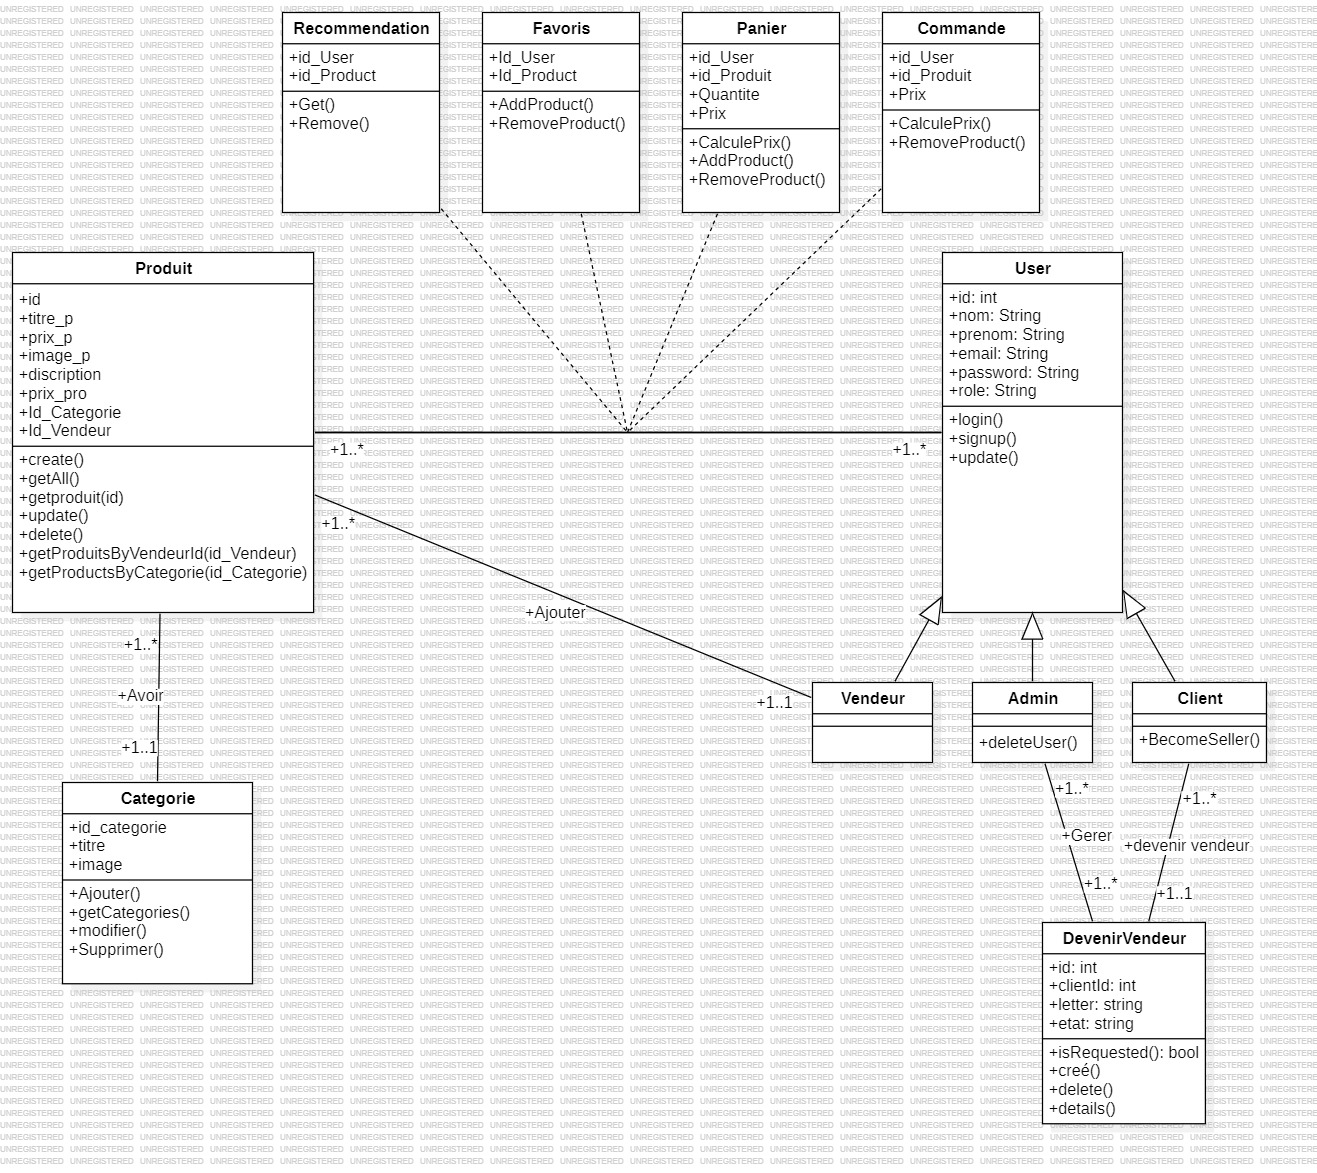 Recommendation
+id_User
+id_Product
+Get()
+Remove()
Favoris
+Id_User
+Id_Product
+AddProduct()
+RemoveProduct()
Panier
+id_User
+id_Produit
+Quantite
+Prix
+CalculePrix()
+AddProduct()
+RemoveProduct()
Commande
+id_User
+id_Produit
+Prix
+CalculePrix()
+RemoveProduct()
Produit
+id
+titre_p
+prix_p
+image_p
+discription
+prix_pro
+Id_Categorie
+Id_Vendeur
+create()
+getAll()
+getproduit(id)
+update()
+delete()
+getProduitsByVendeurId(id_Vendeur)
+getProductsByCategorie(id_Categorie)
+1..*
+1..*
User
+id: int
+nom: String
+prenom: String
+email: String
+password: String
+role: String
+login()
+signup()
+update()
+1..*
+Ajouter
+1..1
+1..*
+Avoir
+1..1
Vendeur
Admin
+deleteUser()
Client
+BecomeSeller()
+1..*
+Gerer
+1..*
+1..*
+devenir vendeur
+1..1
Categorie
+id_categorie
+titre
+image
+Ajouter()
+getCategories()
+modifier()
+Supprimer()
DevenirVendeur
+id: int
+clientId: int
+letter: string
+etat: string
+isRequested(): bool
+creé()
+delete()
+details()
UNREGISTERED